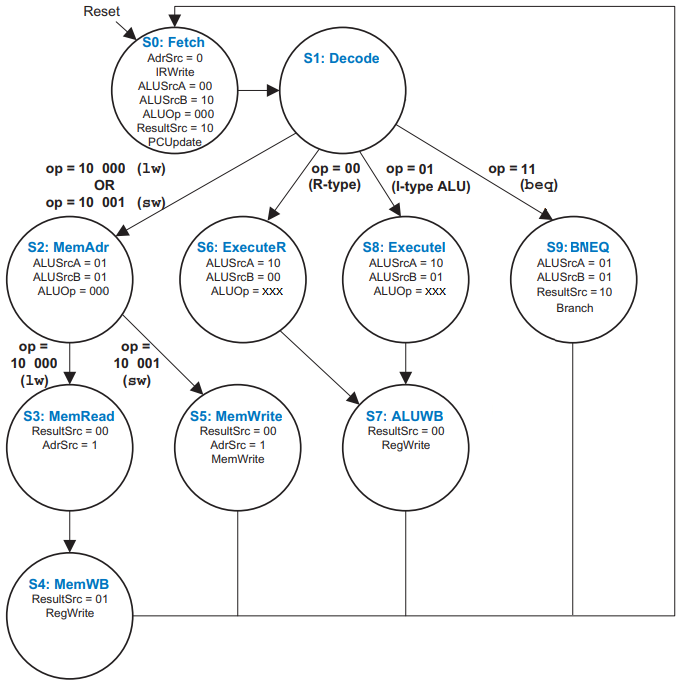 Reset
S0: Fetch
AdrSrc = 0
IRWrite
ALUSrcA = 00
ALUSrcB = 10
ALUOp = 000
ResultSrc = 10
PCUpdate
S1: Decode
op = 10 000 (lw)
OR
op = 10 001 (sw)
op = 00
(R-type)
op = 01
(I-type ALU)
op = 11
(beq)
S2: MemAdr
ALUSrcA = 01
ALUSrcB = 01
ALUOp = 000
S6: ExecuteR
ALUSrcA = 10
ALUSrcB = 00
ALUOp = XXX
S8: ExecuteI
ALUSrcA = 10
ALUSrcB = 01
ALUOp = XXX
S9: BNEQ
ALUSrcA = 01
ALUSrcB = 01
ResultSrc = 10
Branch
op =
10 000
(lw)
op =
10 001
(sw)
S3: MemRead
ResultSrc = 00
AdrSrc = 1
S5: MemWrite
ResultSrc = 00
AdrSrc = 1
MemWrite
S7: ALUWB
ResultSrc = 00
RegWrite
S4: MemWB
ResultSrc = 01
RegWrite